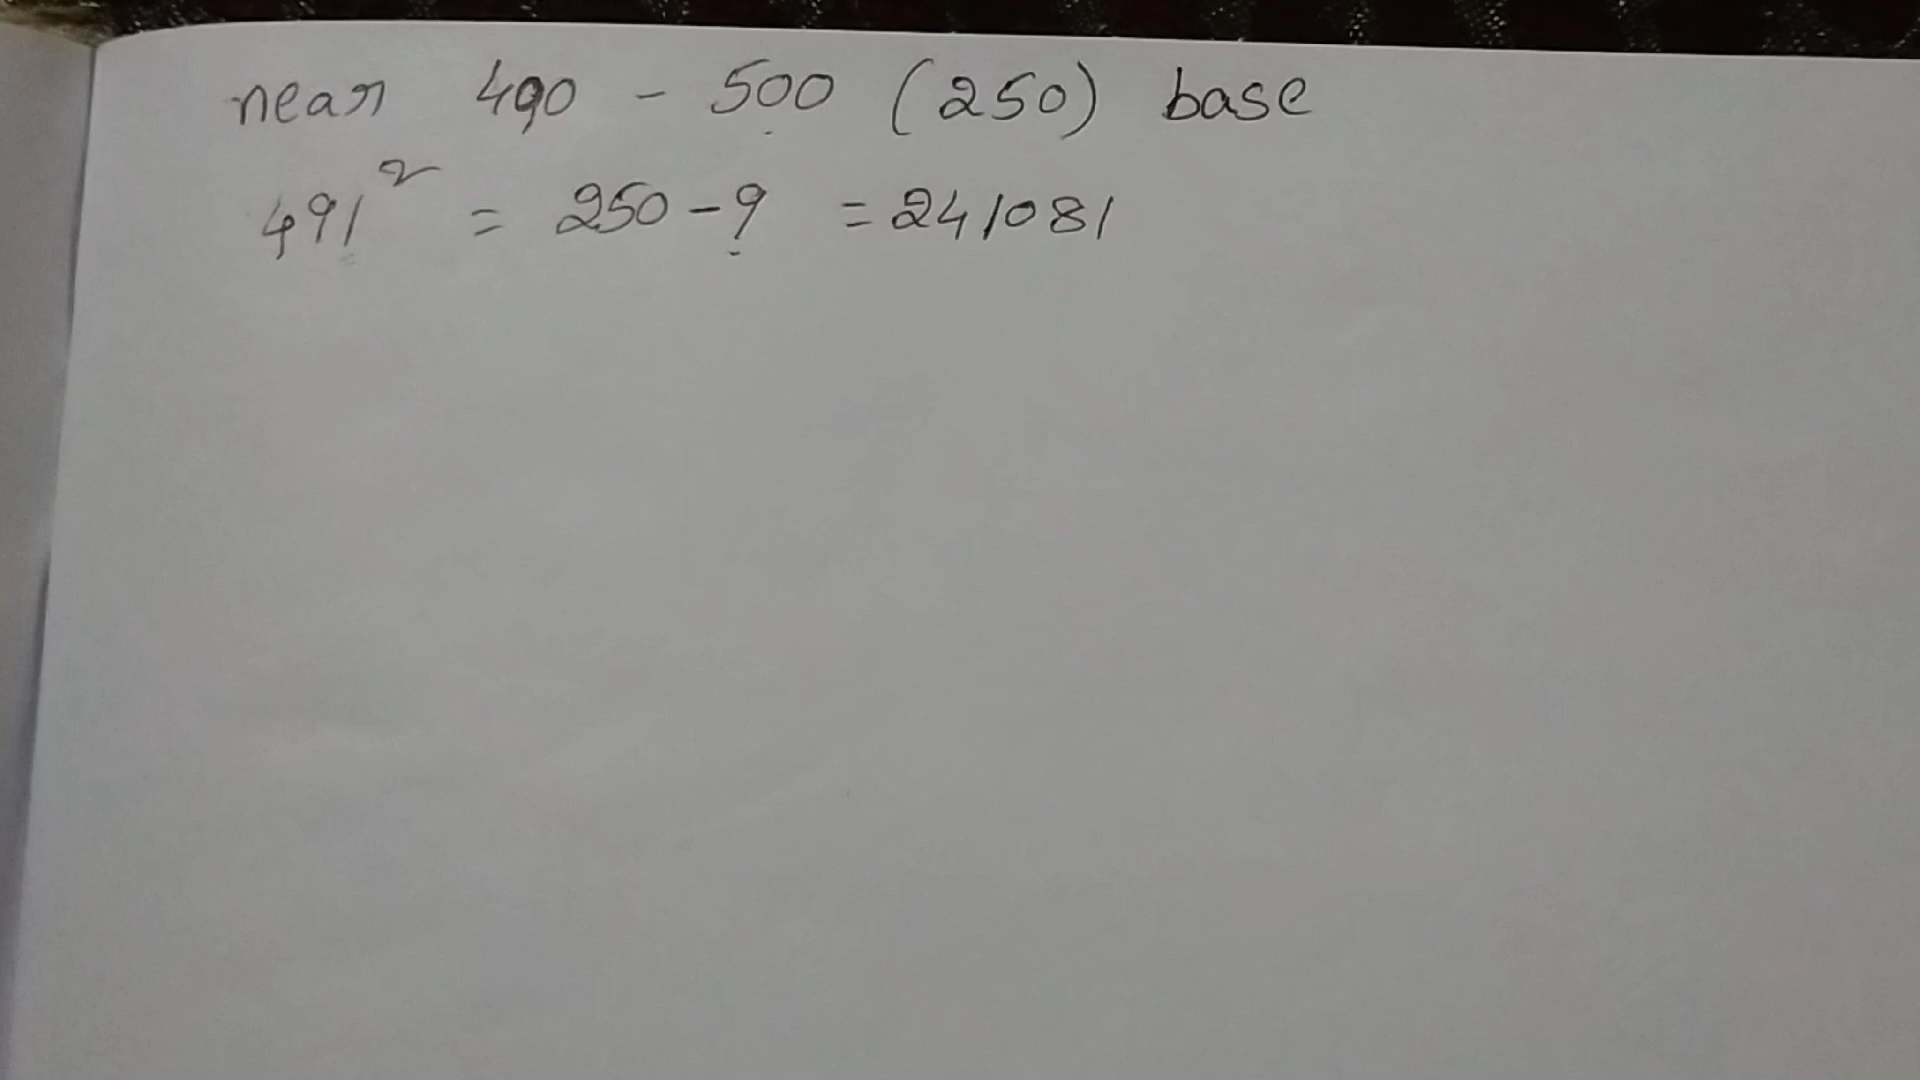 near 490 - 500 (250) base
491² = 250 - 9 = 241081